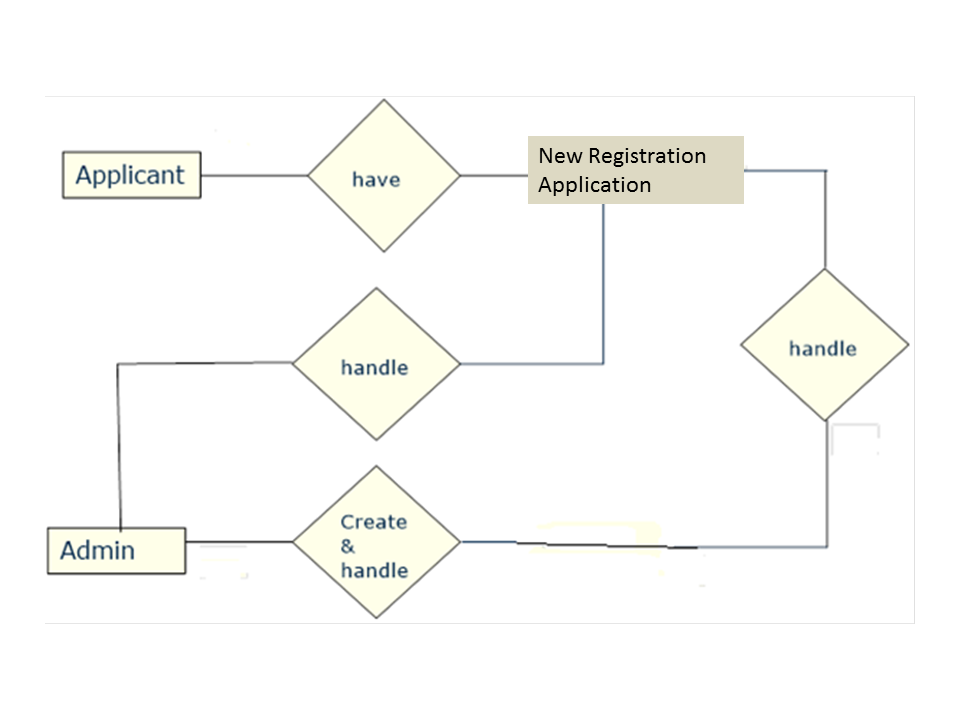 Applicant
have
New Registration
Application
handle
handle
Admin
Create
&
handle